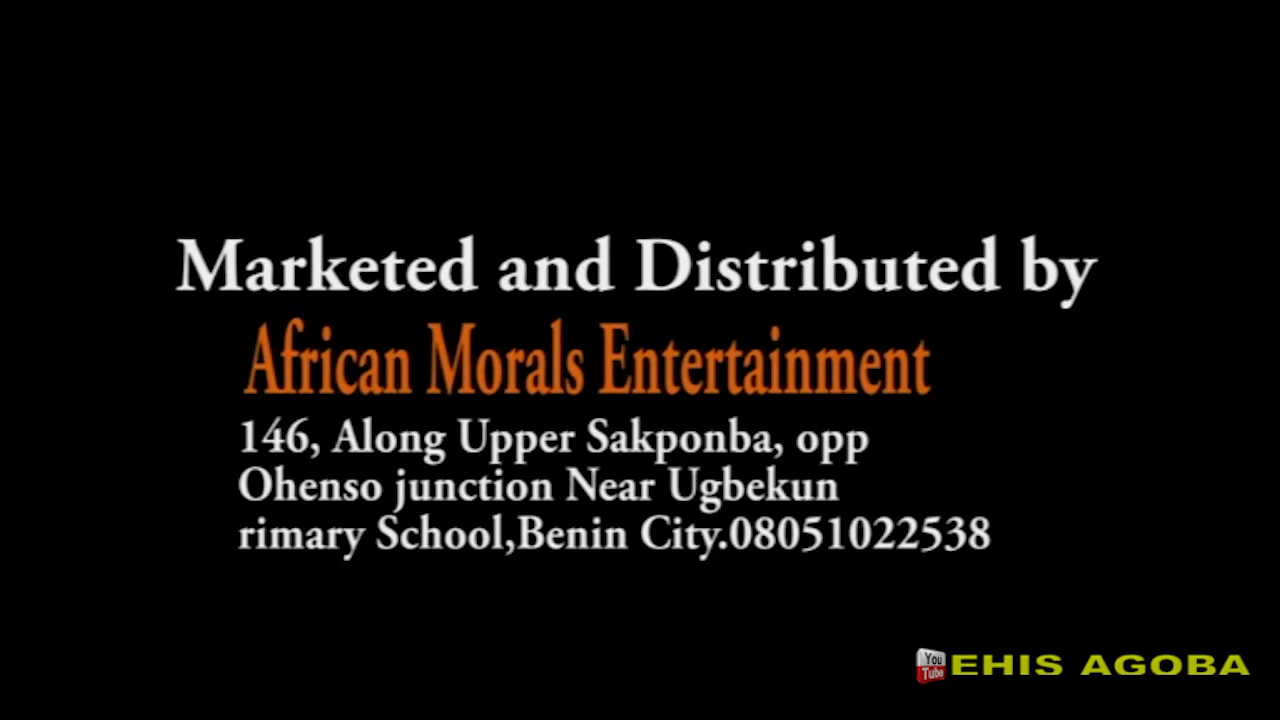 Marketed and Distributed by
African Morals Entertainment
146, Along Upper Sakponba, opp
Ohenso junction Near Ugbekun
rimary School,Benin City.08051022538
You Tube EHIS AGOBA